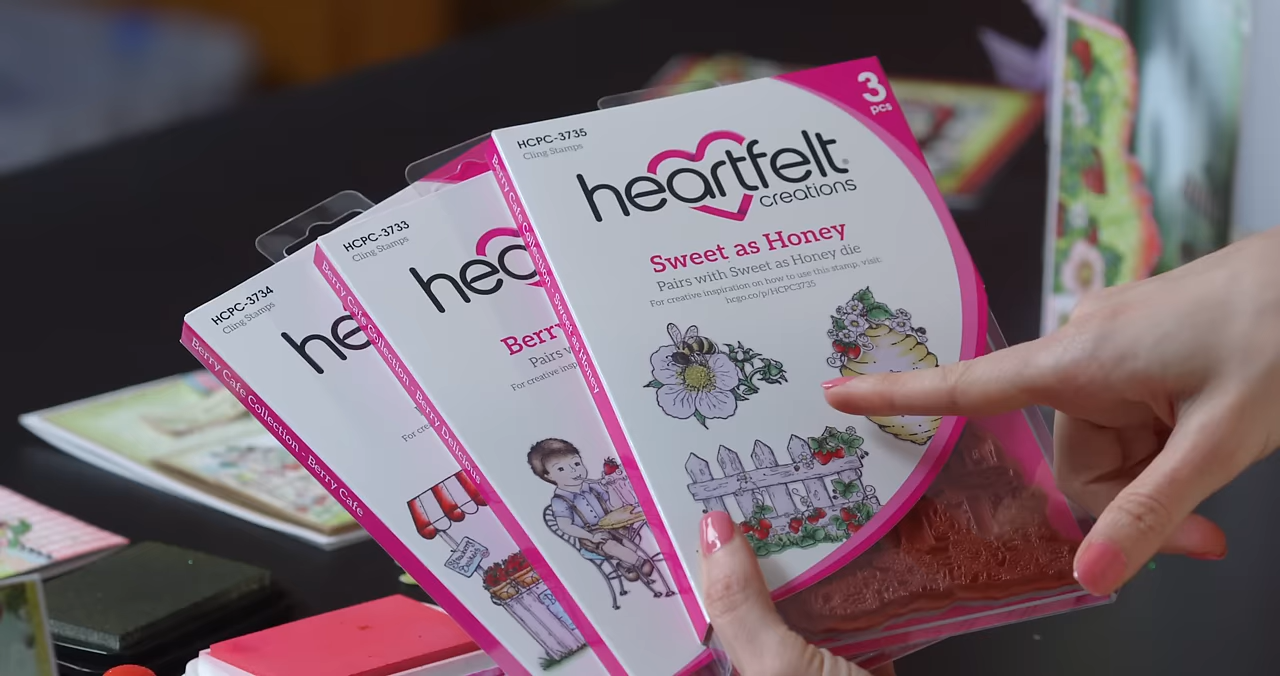 HCPC-3735
Cling Stamps
3
pcs
heartfelt
creations
Sweet as Honey
Pairs with Sweet as Honey die
For creative inspiration on how to use this stamp, visit:
hcgo.co/p/HCPC3735
Berry Cafe Collection - Sweet as Honey
HCPC-3733
Cling Stamps
hea
Berry
Pairs
For creative insp
Berry Cafe Collection - Berry Delicious
HCPC-3734
Cling Stamps
he
For cre
Berry Cafe Collection - Berry Cafe